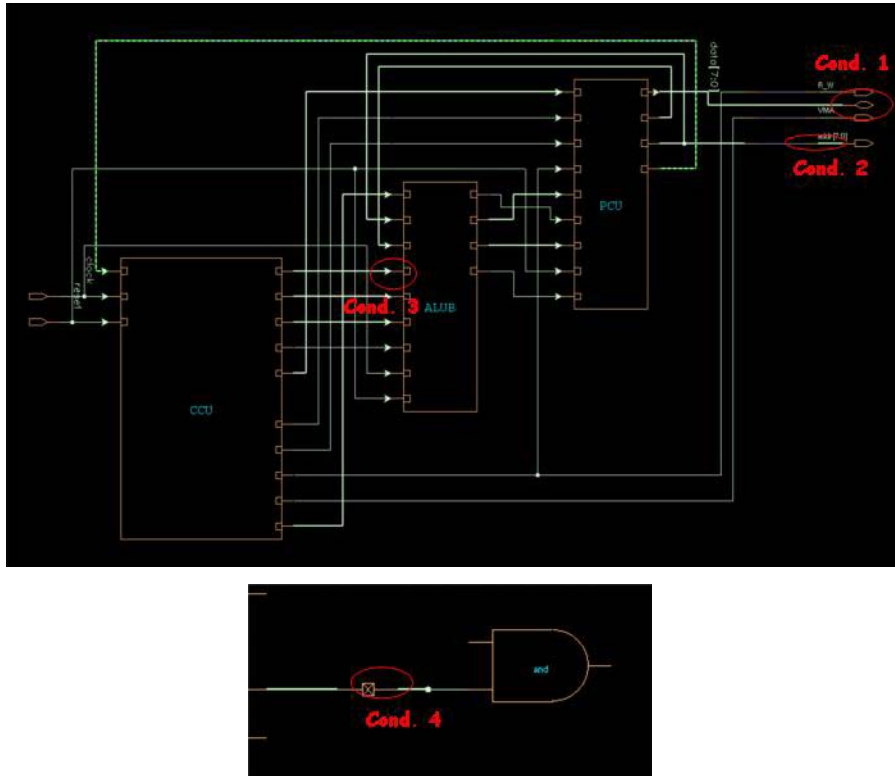 data[7:0]
Cond. 1
R_W
VMA
addr[7:0]
Cond. 2
PCU
clock
reset
Cond. 3
ALUB
CCU
and
Cond. 4